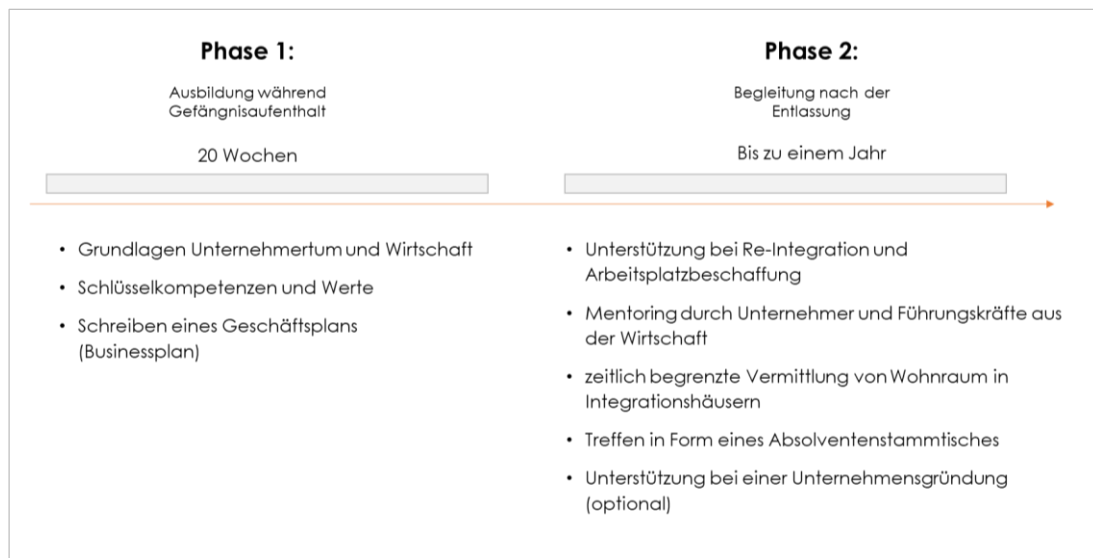 Phase 1:
Ausbildung während
Gefängnisaufenthalt
20 Wochen
• Grundlagen Unternehmertum und Wirtschaft
• Schlüsselkompetenzen und Werte
• Schreiben eines Geschäftsplans
(Businessplan)
Phase 2:
Begleitung nach der
Entlassung
Bis zu einem Jahr
• Unterstützung bei Re-Integration und
Arbeitsplatzbeschaffung
• Mentoring durch Unternehmer und Führungskräfte aus
der Wirtschaft
• zeitlich begrenzte Vermittlung von Wohnraum in
Integrationshäusern
• Treffen in Form eines Absolventenstammtisches
• Unterstützung bei einer Unternehmensgründung
(optional)